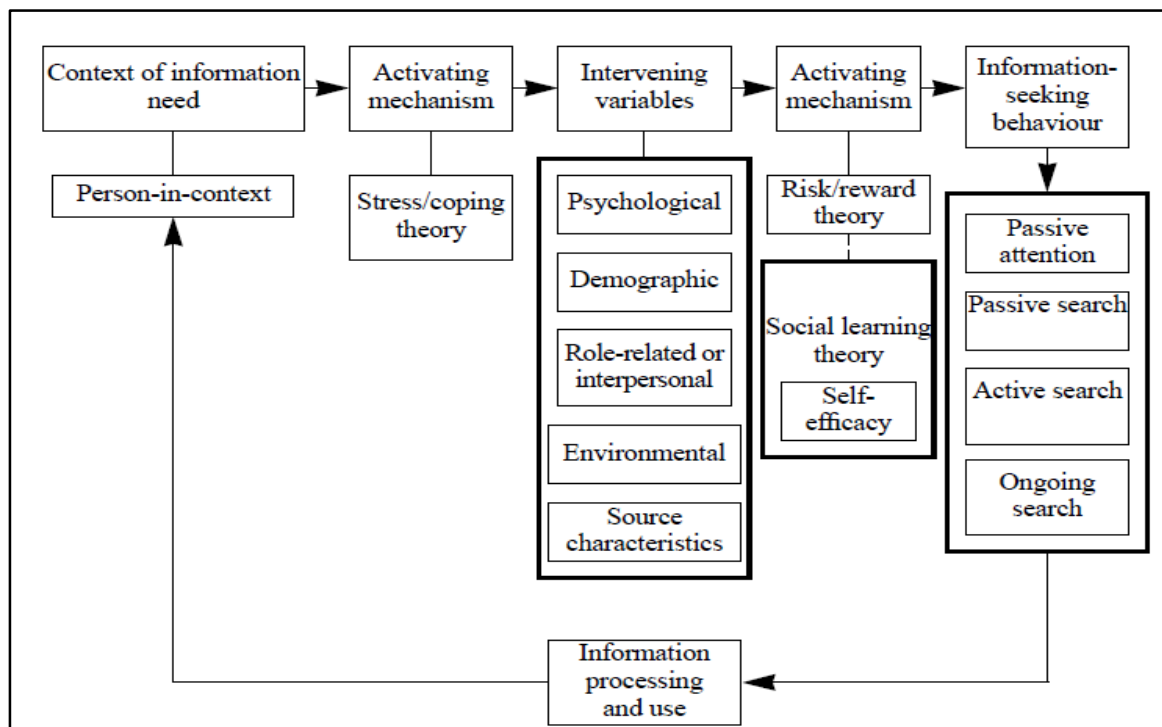 Context of information
need
Activating
mechanism
Intervening
variables
Activating
mechanism
Information-
seeking
behaviour
Person-in-context
Stress/coping
theory
Psychological
Demographic
Role-related or
interpersonal
Environmental
Source
characteristics
Risk/reward
theory
Social learning
theory
Self-
efficacy
Passive
attention
Passive search
Active search
Ongoing
search
Information
processing
and use